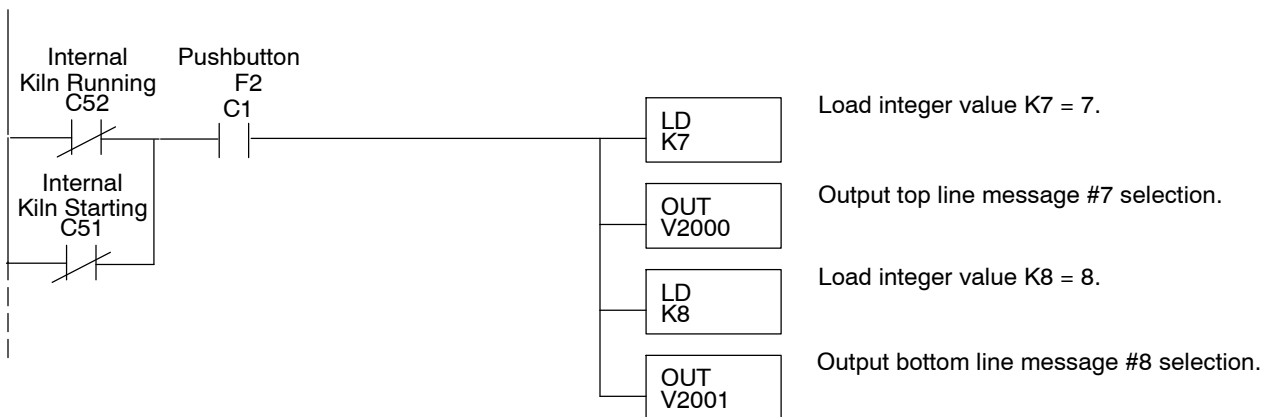 Internal
Kiln Running
C52
Pushbutton
F2
C1
Internal
Kiln Starting
C51
LD
K7
Load integer value K7 = 7.
OUT
V2000
Output top line message #7 selection.
LD
K8
Load integer value K8 = 8.
OUT
V2001
Output bottom line message #8 selection.